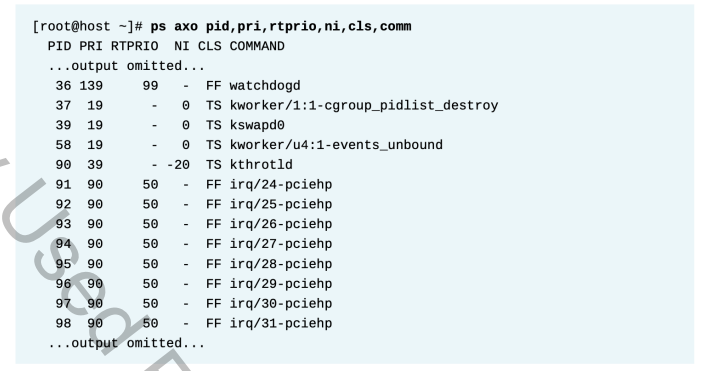 [root@host ~]# ps axo pid,pri,rtprio,ni,cls,comm
  PID PRI RTPRIO  NI CLS COMMAND
  ...output omitted...
   36 139     99   -  FF watchdogd
   37  19      -   0  TS kworker/1:1-cgroup_pidlist_destroy
   39  19      -   0  TS kswapd0
   58  19      -   0  TS kworker/u4:1-events_unbound
   90  39      - -20  TS kthrotld
   91  90     50   -  FF irq/24-pciehp
   92  90     50   -  FF irq/25-pciehp
   93  90     50   -  FF irq/26-pciehp
   94  90     50   -  FF irq/27-pciehp
   95  90     50   -  FF irq/28-pciehp
   96  90     50   -  FF irq/29-pciehp
   97  90     50   -  FF irq/30-pciehp
   98  90     50   -  FF irq/31-pciehp
  ...output omitted...